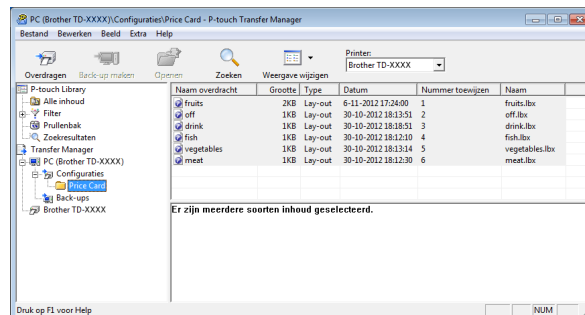 PC (Brother TD-XXXX)\Configuraties\Price Card - P-touch Transfer Manager
Bestand Bewerken Beeld Extra Help
Overdragen Back-up maken Openen Zoeken Weergave wijzigen
Printer:
Brother TD-XXXX
P-touch Library
Alle inhoud
Filter
Prullenbak
Zoekresultaten
Transfer Manager
PC (Brother TD-XXXX)
Configuraties
Price Card
Back-ups
Brother TD-XXXX
Naam overdracht Grootte Type Datum Nummer toewijzen Naam
fruits 2KB Lay-out 6-11-2012 17:24:00 1 fruits.lbx
off 1KB Lay-out 30-10-2012 18:13:51 2 off.lbx
drink 1KB Lay-out 30-10-2012 18:18:51 3 drink.lbx
fish 1KB Lay-out 30-10-2012 18:12:10 4 fish.lbx
vegetables 1KB Lay-out 30-10-2012 18:13:14 5 vegetables.lbx
meat 1KB Lay-out 30-10-2012 18:12:30 6 meat.lbx
Er zijn meerdere soorten inhoud geselecteerd.
Druk op F1 voor Help
NUM